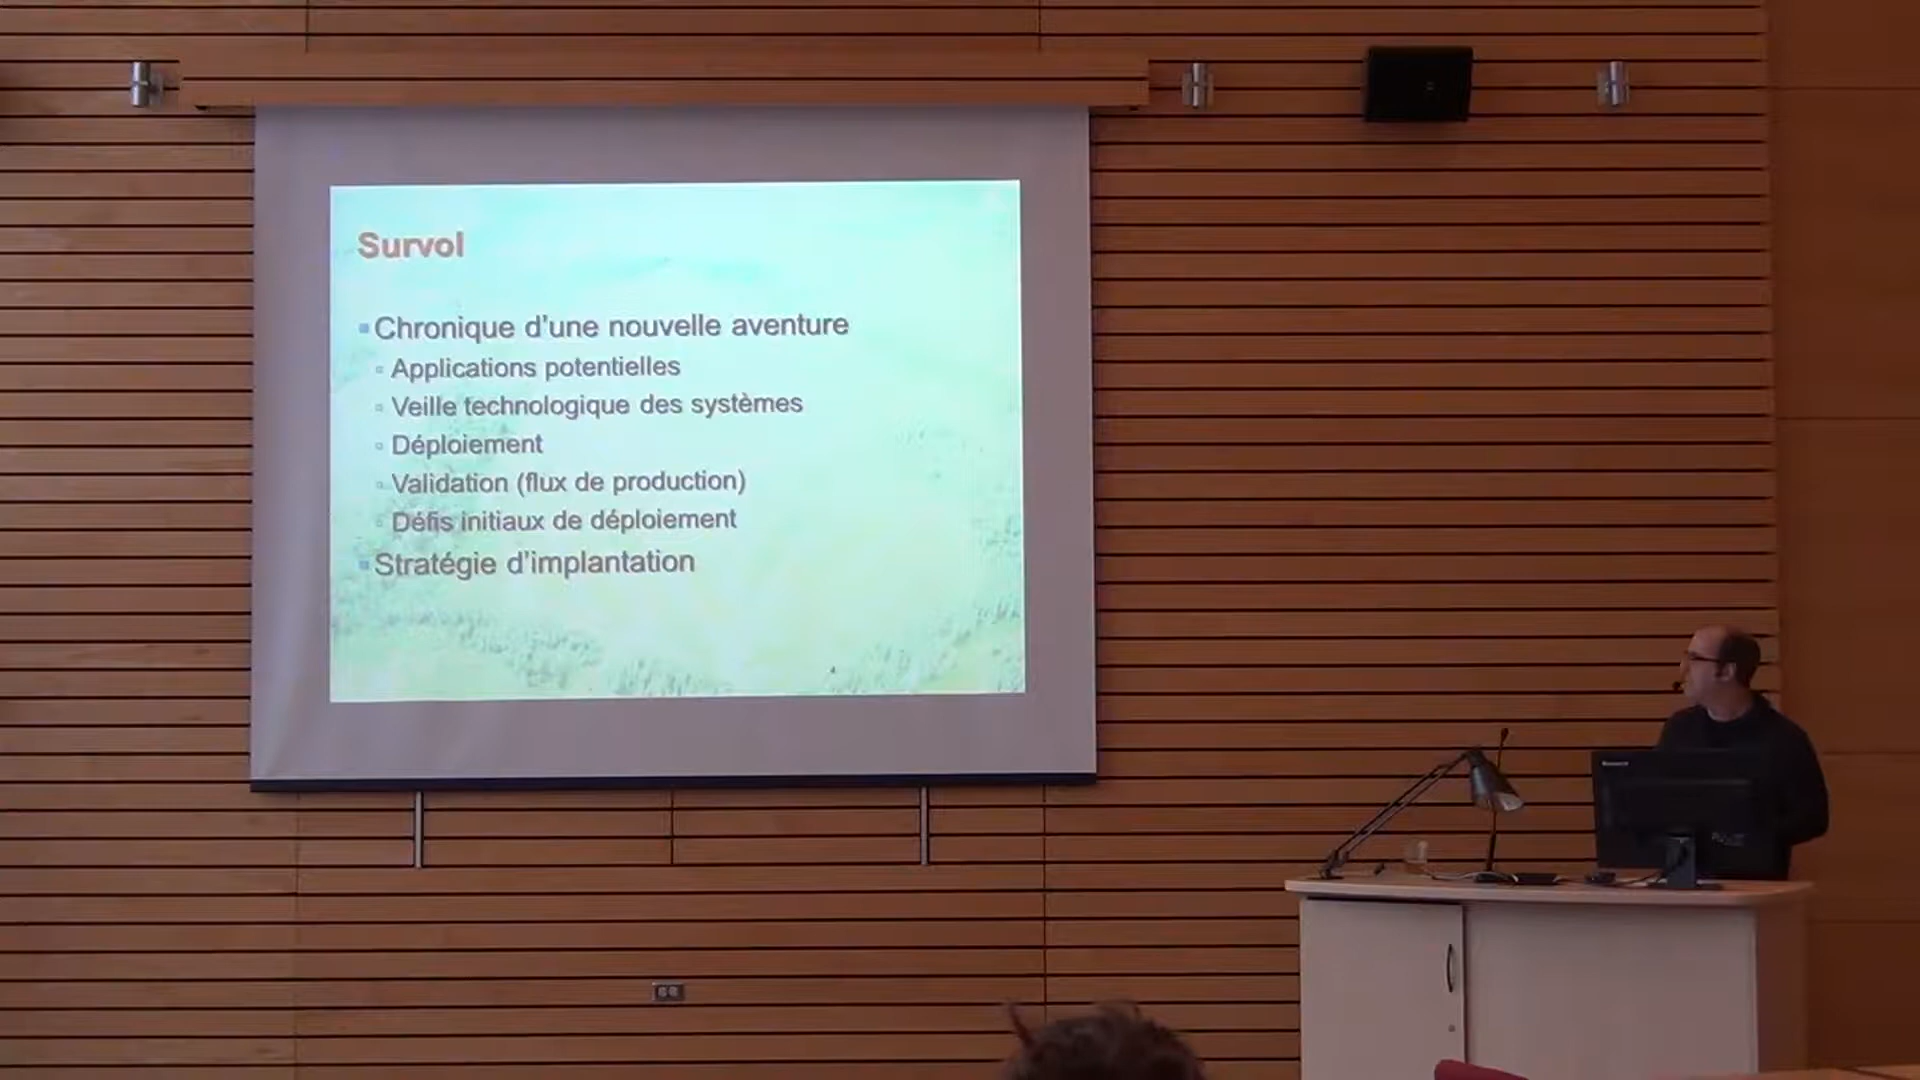 Survol
Chronique d'une nouvelle aventure
Applications potentielles
Veille technologique des systèmes
Déploiement
Validation (flux de production)
Défis initiaux de déploiement
Stratégie d'implantation